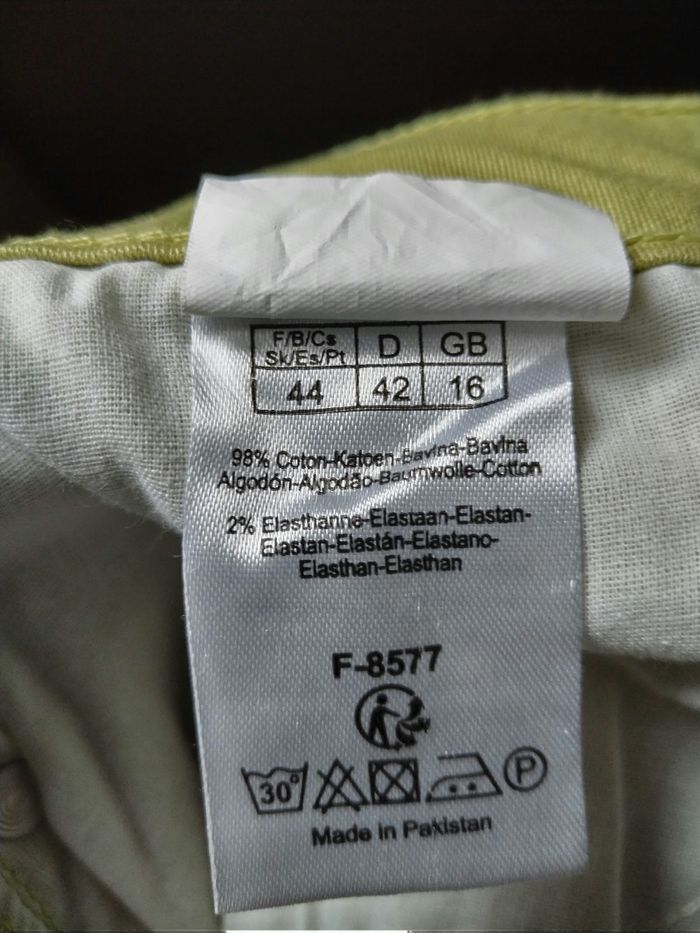 F/B/Cs D GB
Sk/Es/Pt
44 42 16
98% Coton-Katoen-Bavlna-Bavlna
Algodón-Algodão-Baumwolle-Cotton
2% Elasthanne-Elastaan-Elastan-
Elastan-Elastán-Elastano-
Elasthan-Elasthan
F-8577
30° P
Made in Pakistan